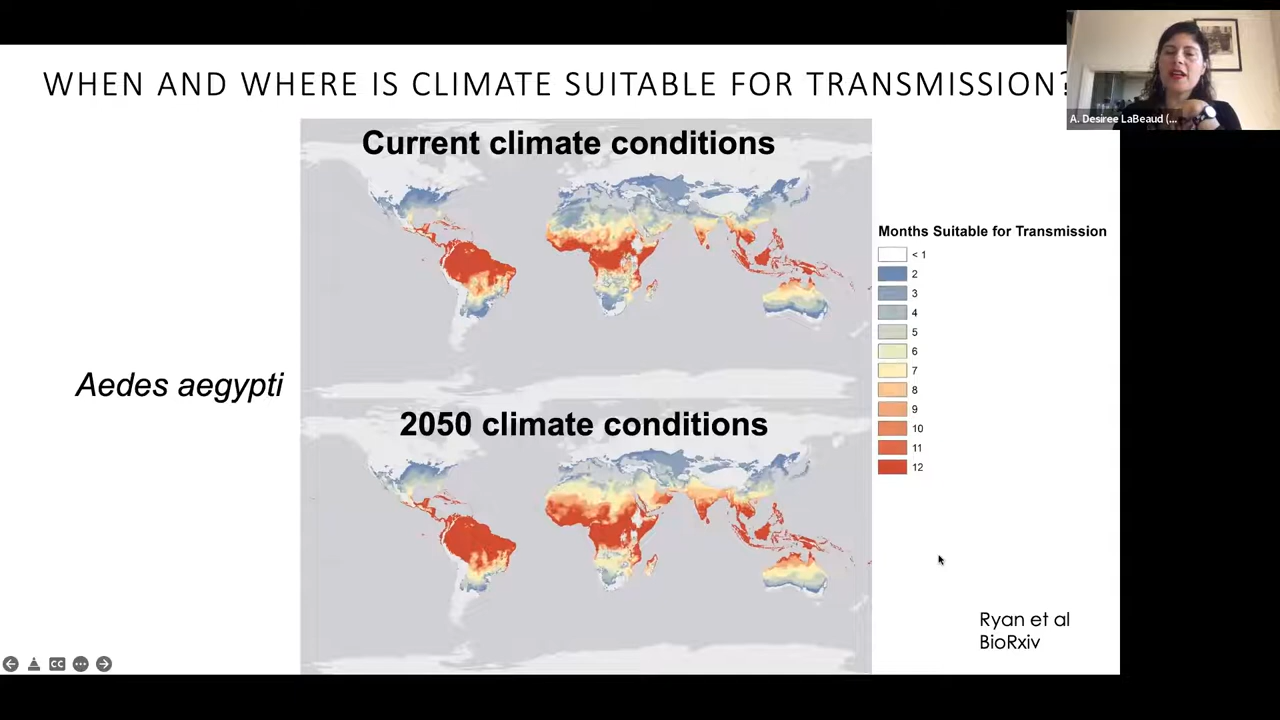 WHEN AND WHERE IS CLIMATE SUITABLE FOR TRANSMISSION?
A. Desiree LaBeaud (...
Current climate conditions
Months Suitable for Transmission
< 1
2
3
4
5
6
7
8
9
10
11
12
Aedes aegypti
2050 climate conditions
Ryan et al
BioRxiv
CC